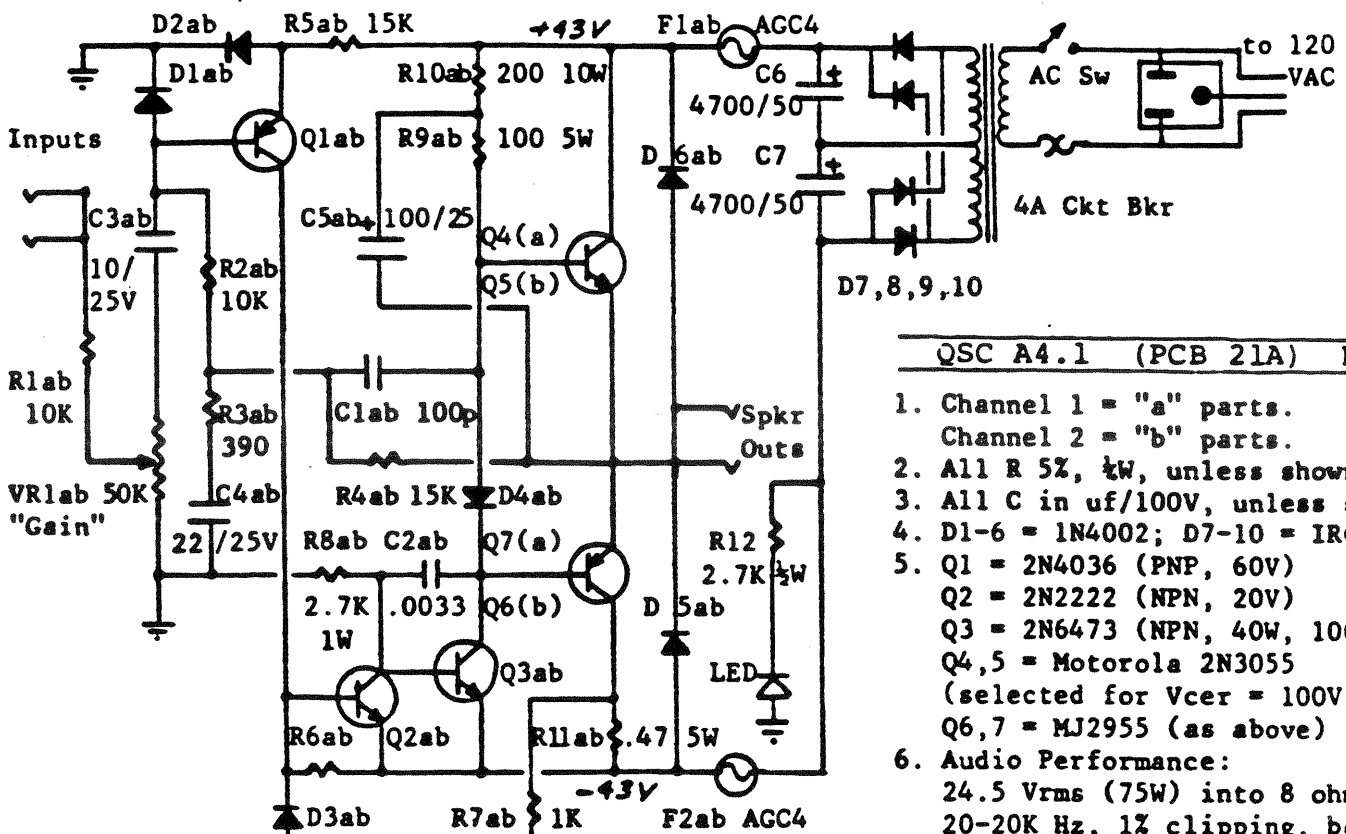 D2ab R5ab 15K +43V F1ab AGC4
D1ab R10ab 200 10W C6 + AC Sw to 120 VAC
4700/50
Inputs Q1ab R9ab 100 5W D 6ab C7 +
4700/50 4A Ckt Bkr
C3ab C5ab + 100/25 Q4(a)
10/ 25V R2ab 10K Q5(b) D7,8,9,10
R1ab 10K R3ab 390 C1ab 100p Spkr Outs
VR1ab 50K "Gain" C4ab 22/25V R4ab 15K D4ab
R8ab C2ab Q7(a) R12
2.7K 1W .0033 Q6(b) D 5ab 2.7K ½W
Q3ab LED
R6ab Q2ab R11ab .47 5W
-43V
D3ab R7ab 1K F2ab AGC4
QSC A4.1 (PCB 21A)
1. Channel 1 = "a" parts.
Channel 2 = "b" parts.
2. All R 5%, ¼W, unless shown
3. All C in uf/100V, unless
4. D1-6 = 1N4002; D7-10 =
5. Q1 = 2N4036 (PNP, 60V)
Q2 = 2N2222 (NPN, 20V)
Q3 = 2N6473 (NPN, 40W,
Q4,5 = Motorola 2N3055
(selected for Vcer = 100V
Q6,7 = MJ2955 (as above)
6. Audio Performance:
24.5 Vrms (75W) into 8
20-20K Hz, 1% clipping,